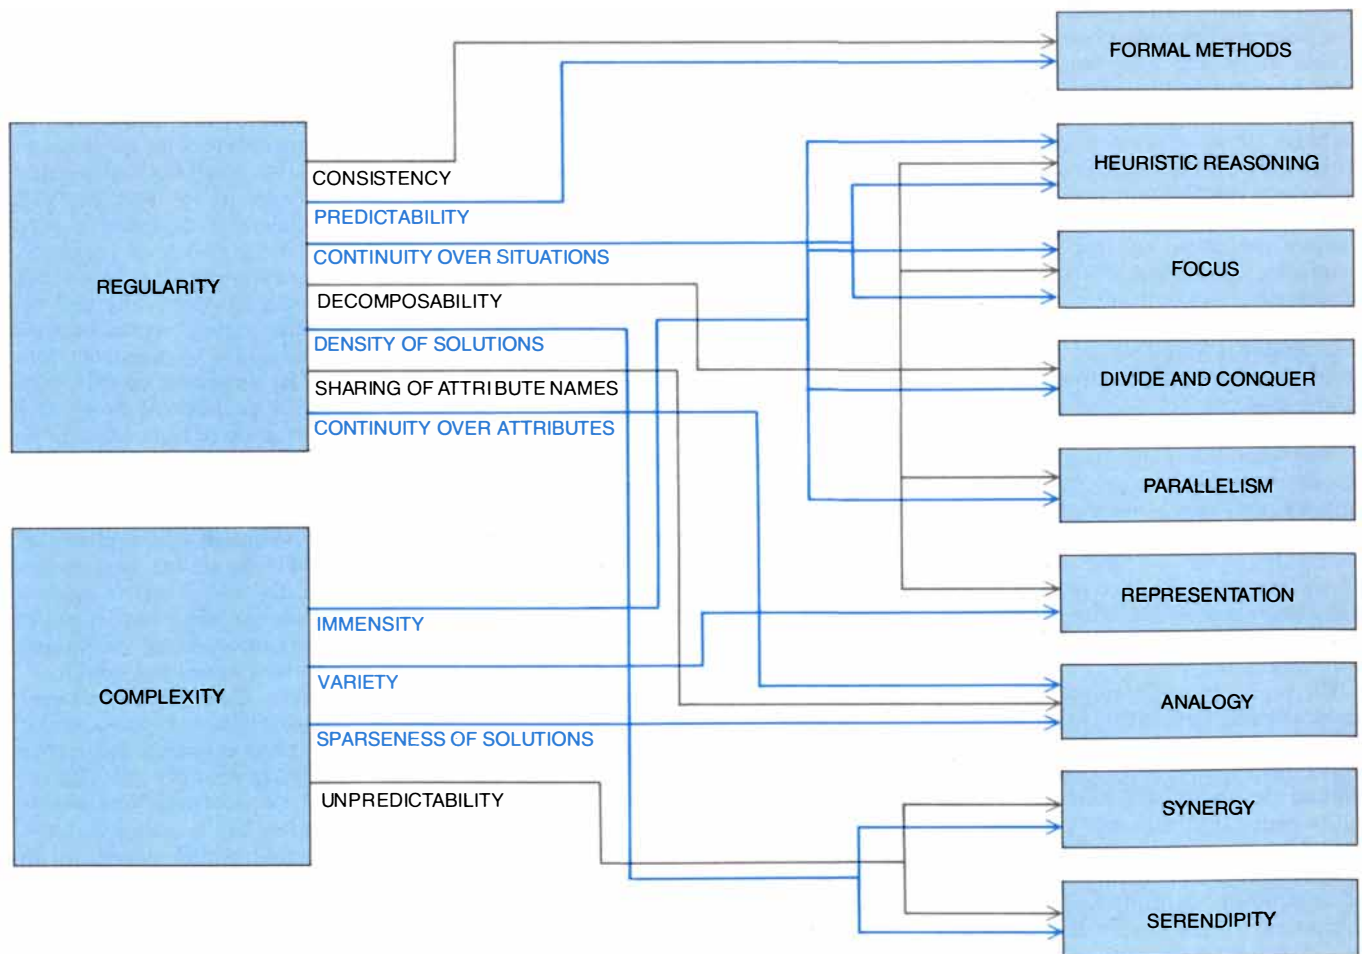 REGULARITY
CONSISTENCY
PREDICTABILITY
CONTINUITY OVER SITUATIONS
DECOMPOSABILITY
DENSITY OF SOLUTIONS
SHARING OF ATTRIBUTE NAMES
CONTINUITY OVER ATTRIBUTES
COMPLEXITY
IMMENSITY
VARIETY
SPARSENESS OF SOLUTIONS
UNPREDICTABILITY
FORMAL METHODS
HEURISTIC REASONING
FOCUS
DIVIDE AND CONQUER
PARALLELISM
REPRESENTATION
ANALOGY
SYNERGY
SERENDIPITY